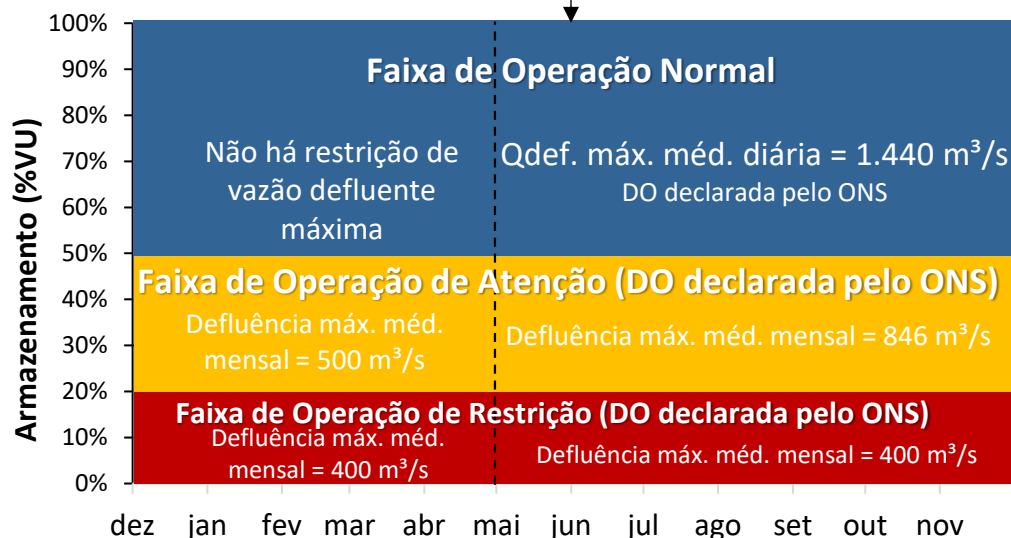 100%
90%
80%
70%
60%
50%
40%
30%
20%
10%
0%
Armazenamento (%VU)
Faixa de Operação Normal
Não há restrição de
vazão defluente
máxima
Qdef. máx. méd. diária = 1.440 m³/s
DO declarada pelo ONS
Faixa de Operação de Atenção (DO declarada pelo ONS)
Defluência máx. méd.
mensal = 500 m³/s
Defluência máx. méd. mensal = 846 m³/s
Faixa de Operação de Restrição (DO declarada pelo ONS)
Defluência máx. méd.
mensal = 400 m³/s
Defluência máx. méd. mensal = 400 m³/s
dez jan fev mar abr mai jun jul ago set out nov